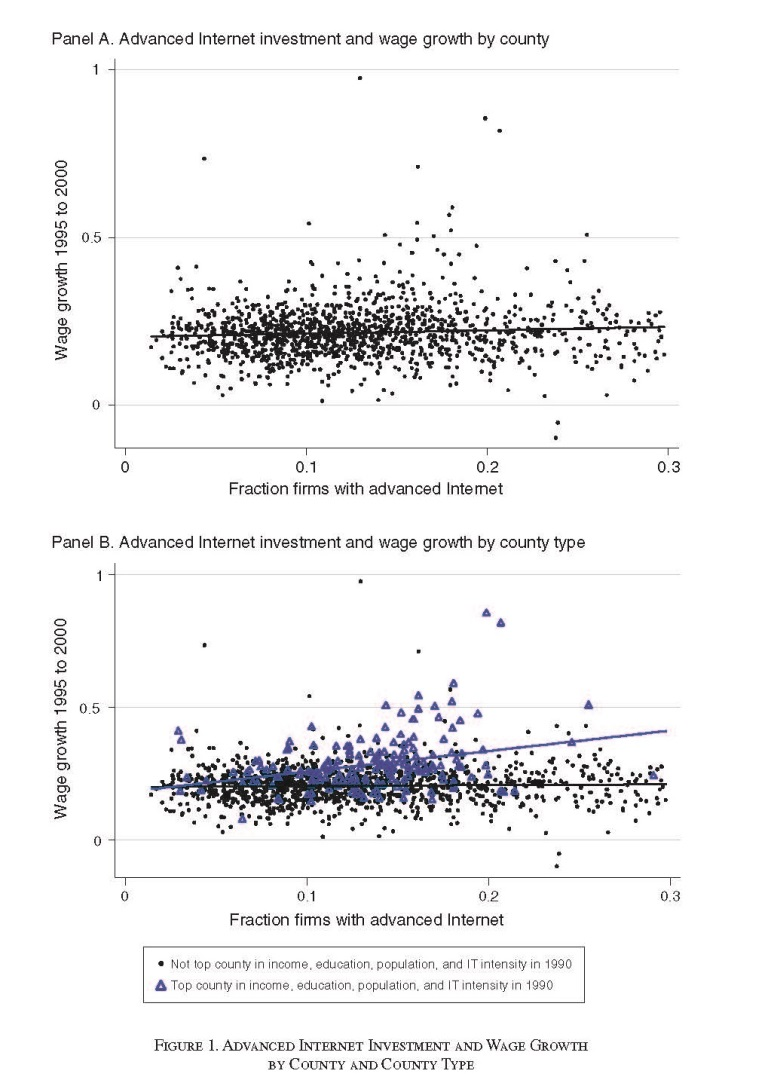 Panel A. Advanced Internet investment and wage growth by county
1
0.5
0
Wage growth 1995 to 2000
0
0.1
0.2
0.3
Fraction firms with advanced Internet
Panel B. Advanced Internet investment and wage growth by county type
1
0.5
0
Wage growth 1995 to 2000
0
0.1
0.2
0.3
Fraction firms with advanced Internet
Not top county in income, education, population, and IT intensity in 1990
Top county in income, education, population, and IT intensity in 1990
Figure 1. Advanced Internet Investment and Wage Growth
by County and County Type